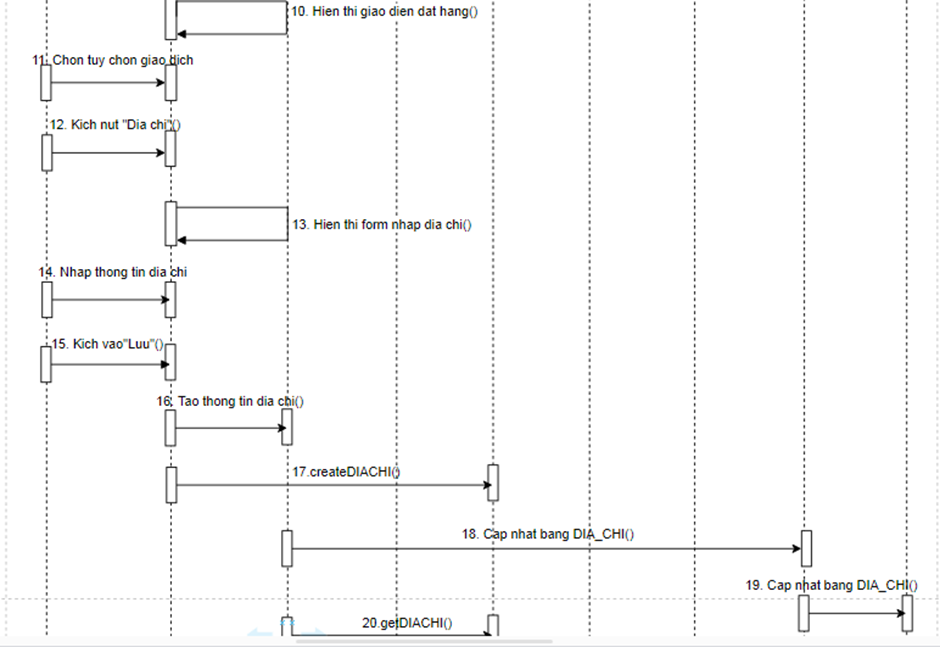 10. Hien thi giao dien dat hang()
11. Chon tuy chon giao dich
12. Kich nut "Dia chi"()
13. Hien thi form nhap dia chi()
14. Nhap thong tin dia chi
15. Kich vao"Luu"()
16. Tao thong tin dia chi()
17.createDIACHI()
18. Cap nhat bang DIA_CHI()
19. Cap nhat bang DIA_CHI()
20.getDIACHI()